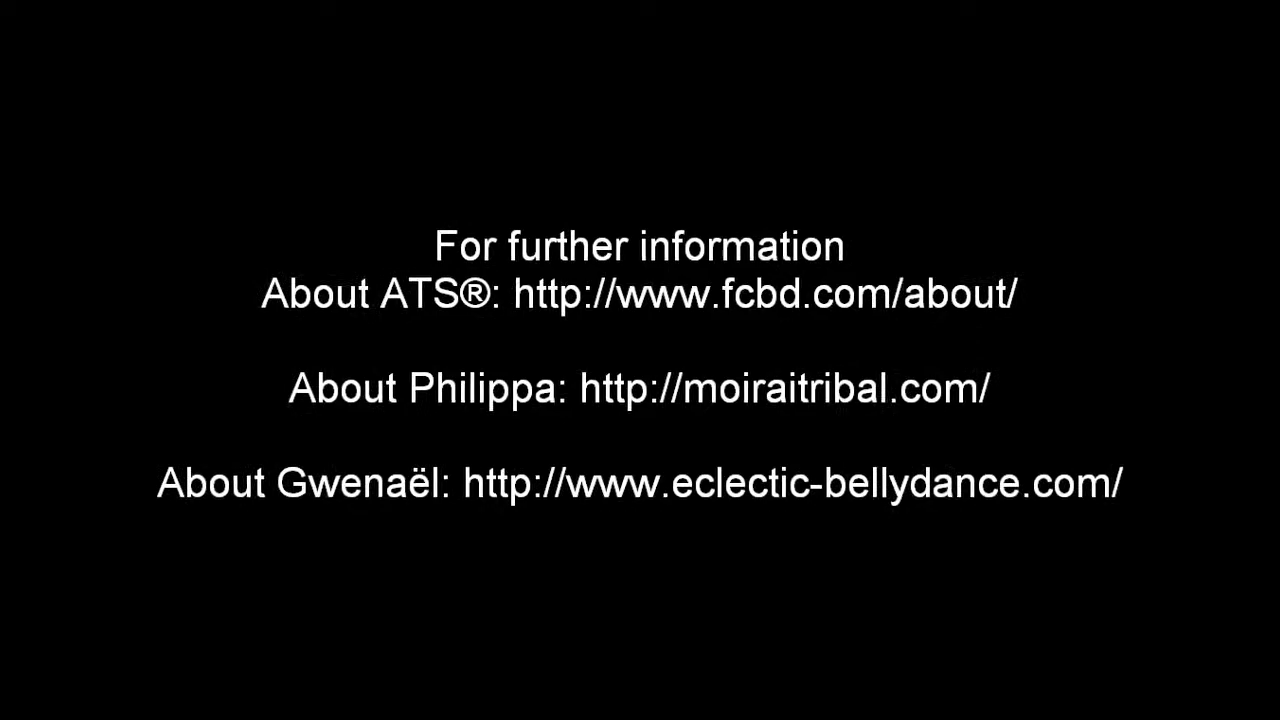 For further information
About ATS®: http://www.fcbd.com/about/
About Philippa: http://moiraitribal.com/
About Gwenaël: http://www.eclectic-bellydance.com/